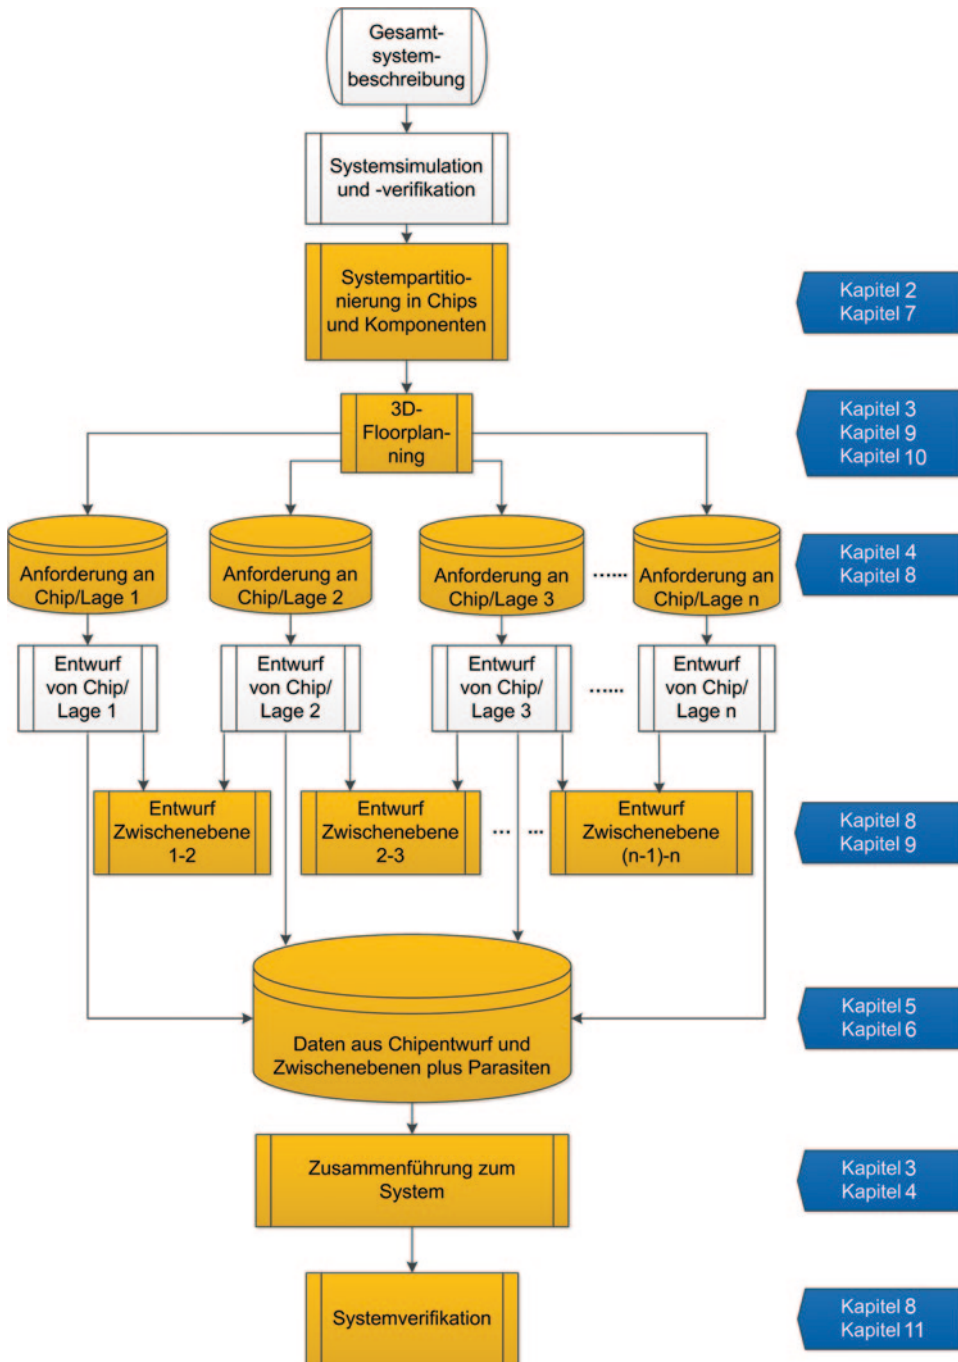 Gesamt-
system-
beschreibung
Systemsimulation
und -verifikation
Systempartitio-
nierung in Chips
und Komponenten
Kapitel 2
Kapitel 7
3D-
Floorplan-
ning
Kapitel 3
Kapitel 9
Kapitel 10
Anforderung an
Chip/Lage 1
Anforderung an
Chip/Lage 2
Anforderung an
Chip/Lage 3
......
Anforderung an
Chip/Lage n
Kapitel 4
Kapitel 8
Entwurf
von Chip/
Lage 1
Entwurf
von Chip/
Lage 2
Entwurf
von Chip/
Lage 3
......
Entwurf
von Chip/
Lage n
Entwurf
Zwischenebene
1-2
Entwurf
Zwischenebene
2-3
... ...
Entwurf
Zwischenebene
(n-1)-n
Kapitel 8
Kapitel 9
Daten aus Chipentwurf und
Zwischenebenen plus Parasiten
Kapitel 5
Kapitel 6
Zusammenführung zum
System
Kapitel 3
Kapitel 4
Systemverifikation
Kapitel 8
Kapitel 11